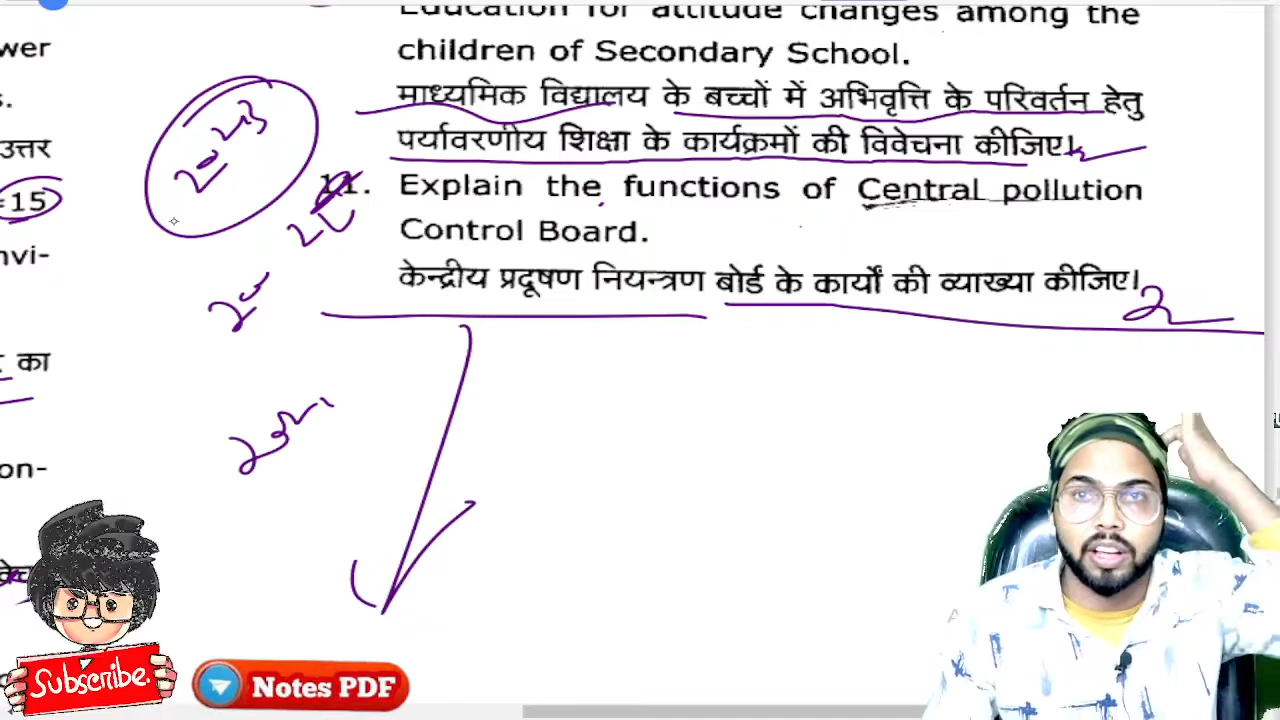 Education for attitude changes among the
children of Secondary School.
माध्यमिक विद्यालय के बच्चों में अभिवृत्ति के परिवर्तन हेतु
पर्यावरणीय शिक्षा के कार्यक्रमों की विवेचना कीजिए।
11. Explain the functions of Central pollution
Control Board.
केन्द्रीय प्रदूषण नियन्त्रण बोर्ड के कार्यों की व्याख्या कीजिए।
wer
s.
उत्तर
=15
nvi-
का
on-
2
Subscribe.
Notes PDF